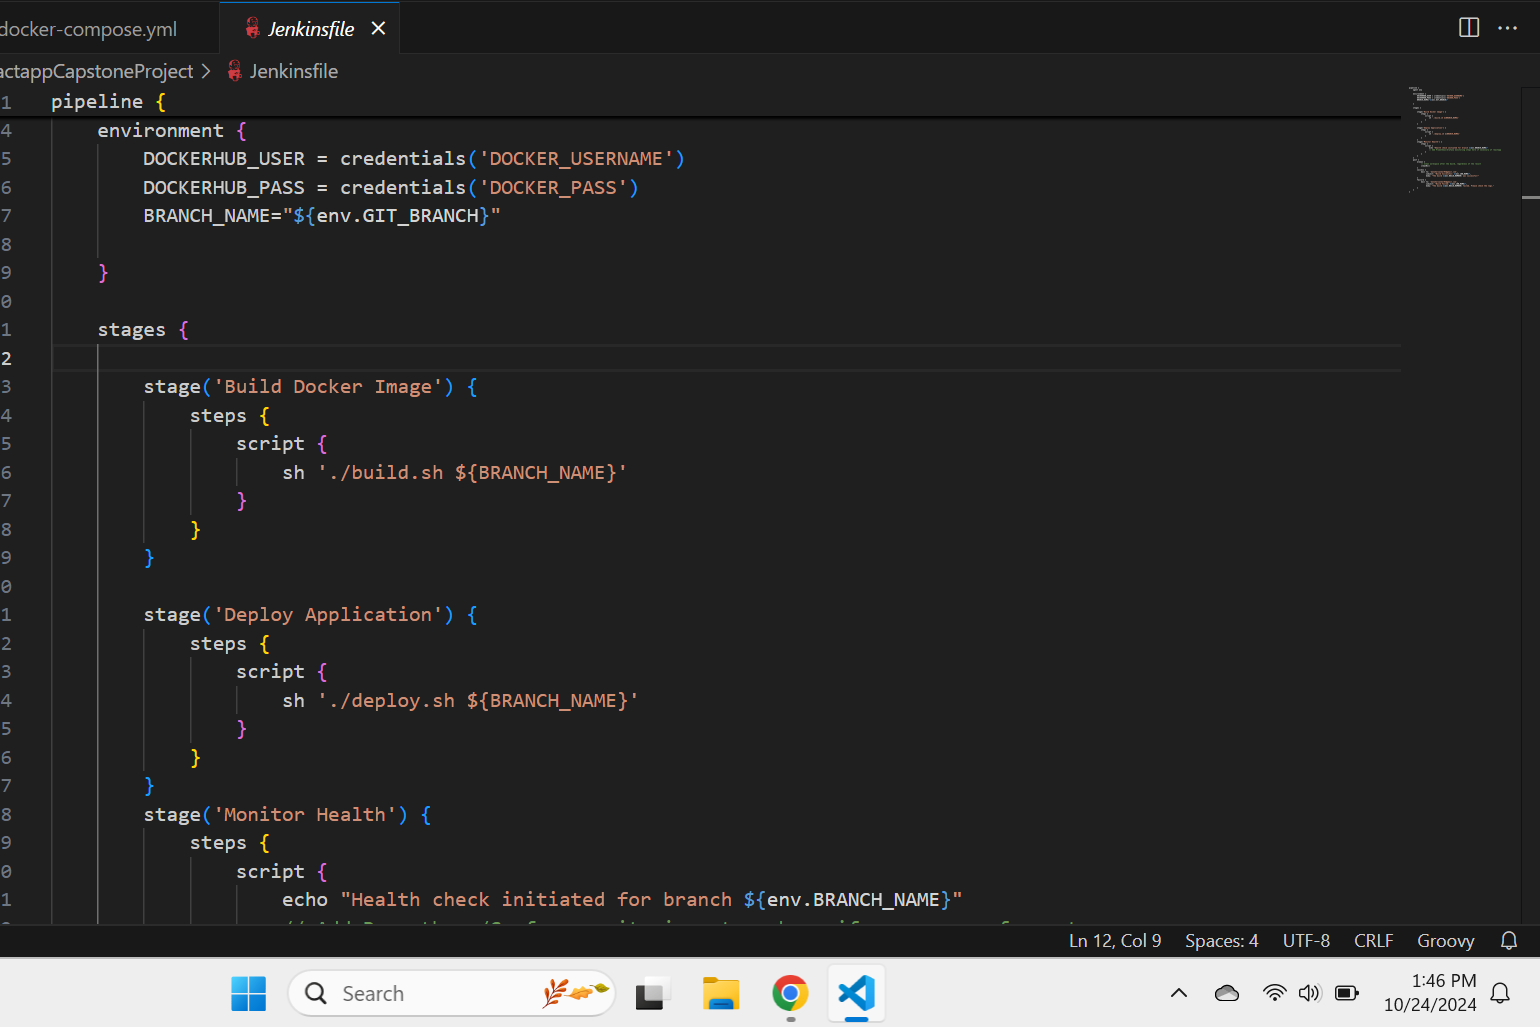 docker-compose.yml
Jenkinsfile
actappCapstoneProject > Jenkinsfile
1 pipeline {
4 environment {
5 DOCKERHUB_USER = credentials('DOCKER_USERNAME')
6 DOCKERHUB_PASS = credentials('DOCKER_PASS')
7 BRANCH_NAME="${env.GIT_BRANCH}"
8
9 }
0
1 stages {
2
3 stage('Build Docker Image') {
4 steps {
5 script {
6 sh './build.sh ${BRANCH_NAME}'
7 }
8 }
9 }
0
1 stage('Deploy Application') {
2 steps {
3 script {
4 sh './deploy.sh ${BRANCH_NAME}'
5 }
6 }
7 }
8 stage('Monitor Health') {
9 steps {
0 script {
1 echo "Health check initiated for branch ${env.BRANCH_NAME}"
Ln 12, Col 9 Spaces: 4 UTF-8 CRLF Groovy
Search
1:46 PM
10/24/2024